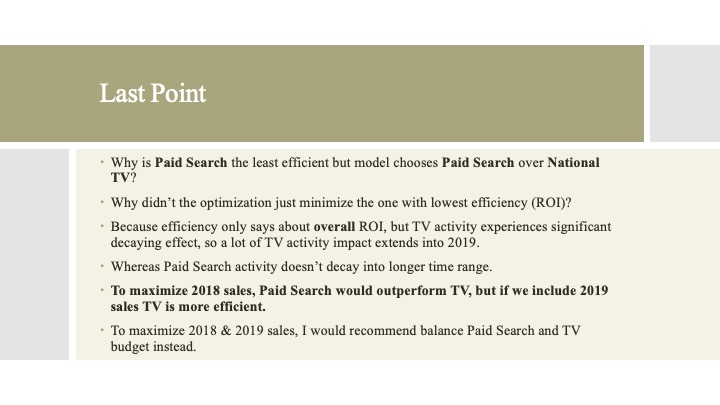 Last Point
• Why is Paid Search the least efficient but model chooses Paid Search over National
TV?
• Why didn’t the optimization just minimize the one with lowest efficiency (ROI)?
• Because efficiency only says about overall ROI, but TV activity experiences significant
decaying effect, so a lot of TV activity impact extends into 2019.
• Whereas Paid Search activity doesn’t decay into longer time range.
• To maximize 2018 sales, Paid Search would outperform TV, but if we include 2019
sales TV is more efficient.
• To maximize 2018 & 2019 sales, I would recommend balance Paid Search and TV
budget instead.